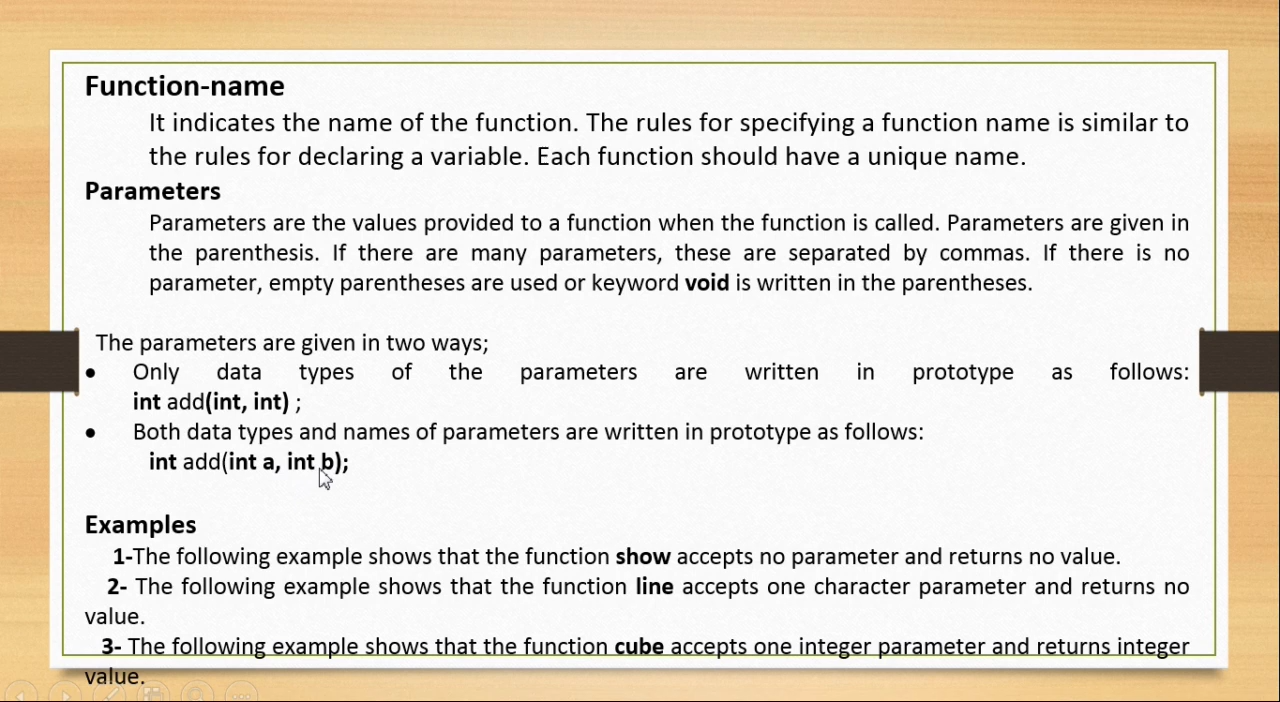 Function-name
It indicates the name of the function. The rules for specifying a function name is similar to
the rules for declaring a variable. Each function should have a unique name.
Parameters
Parameters are the values provided to a function when the function is called. Parameters are given in
the parenthesis. If there are many parameters, these are separated by commas. If there is no
parameter, empty parentheses are used or keyword void is written in the parentheses.
The parameters are given in two ways;
• Only data types of the parameters are written in prototype as follows:
int add(int, int) ;
• Both data types and names of parameters are written in prototype as follows:
int add(int a, int b);
Examples
1-The following example shows that the function show accepts no parameter and returns no value.
2- The following example shows that the function line accepts one character parameter and returns no
value.
3- The following example shows that the function cube accepts one integer parameter and returns integer
value.